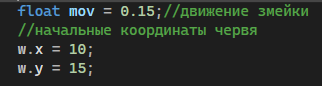 float mov = 0.15;//движение змейки
//начальные координаты червя
w.x = 10;
w.y = 15;